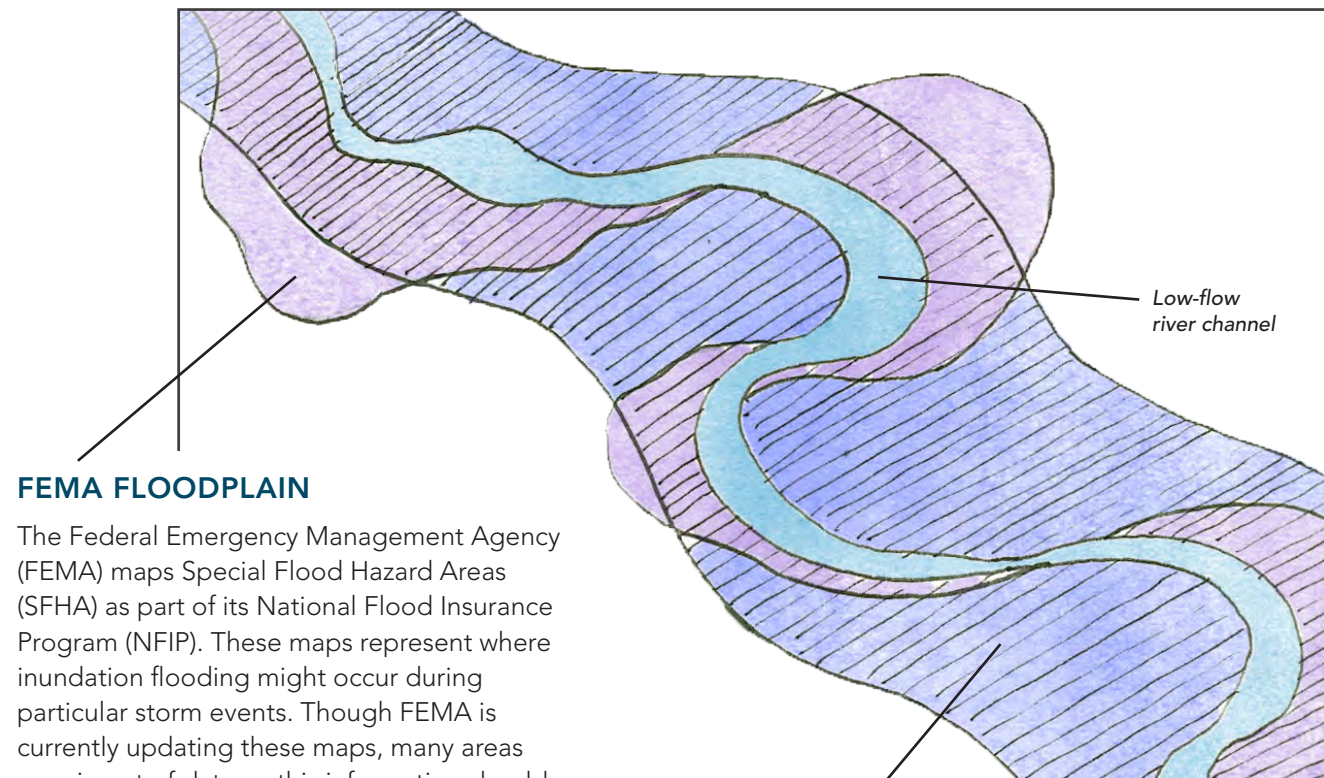 Low-flow
river channel
FEMA FLOODPLAIN
The Federal Emergency Management Agency
(FEMA) maps Special Flood Hazard Areas
(SFHA) as part of its National Flood Insurance
Program (NFIP). These maps represent where
inundation flooding might occur during
particular storm events. Though FEMA is
currently updating these maps, many areas